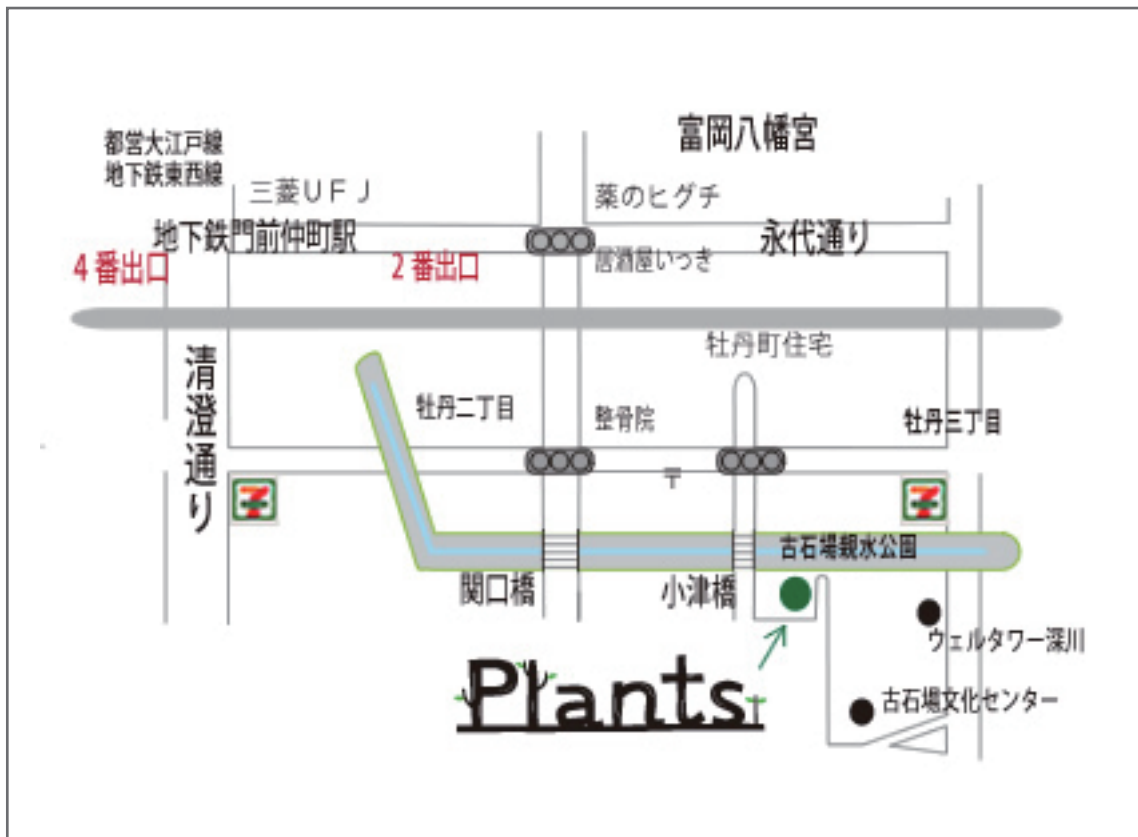 都営大江戸線
地下鉄東西線
富岡八幡宮
三菱ＵＦＪ
薬のヒグチ
地下鉄門前仲町駅
永代通り
4番出口
2番出口
居酒屋いっき
清澄通り
牡丹町住宅
牡丹二丁目
整骨院
牡丹三丁目
〒
7
7
古石場親水公園
関口橋
小津橋
ウェルタワー深川
Plants
古石場文化センター